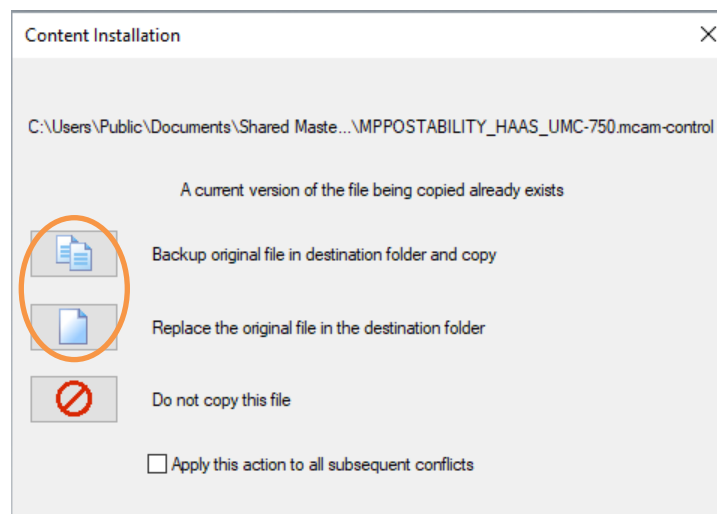 Content Installation
C:\Users\Public\Documents\Shared Maste...\MPPOSTABILITY_HAAS_UMC-750.mcam-control
A current version of the file being copied already exists
Backup original file in destination folder and copy
Replace the original file in the destination folder
Do not copy this file
Apply this action to all subsequent conflicts